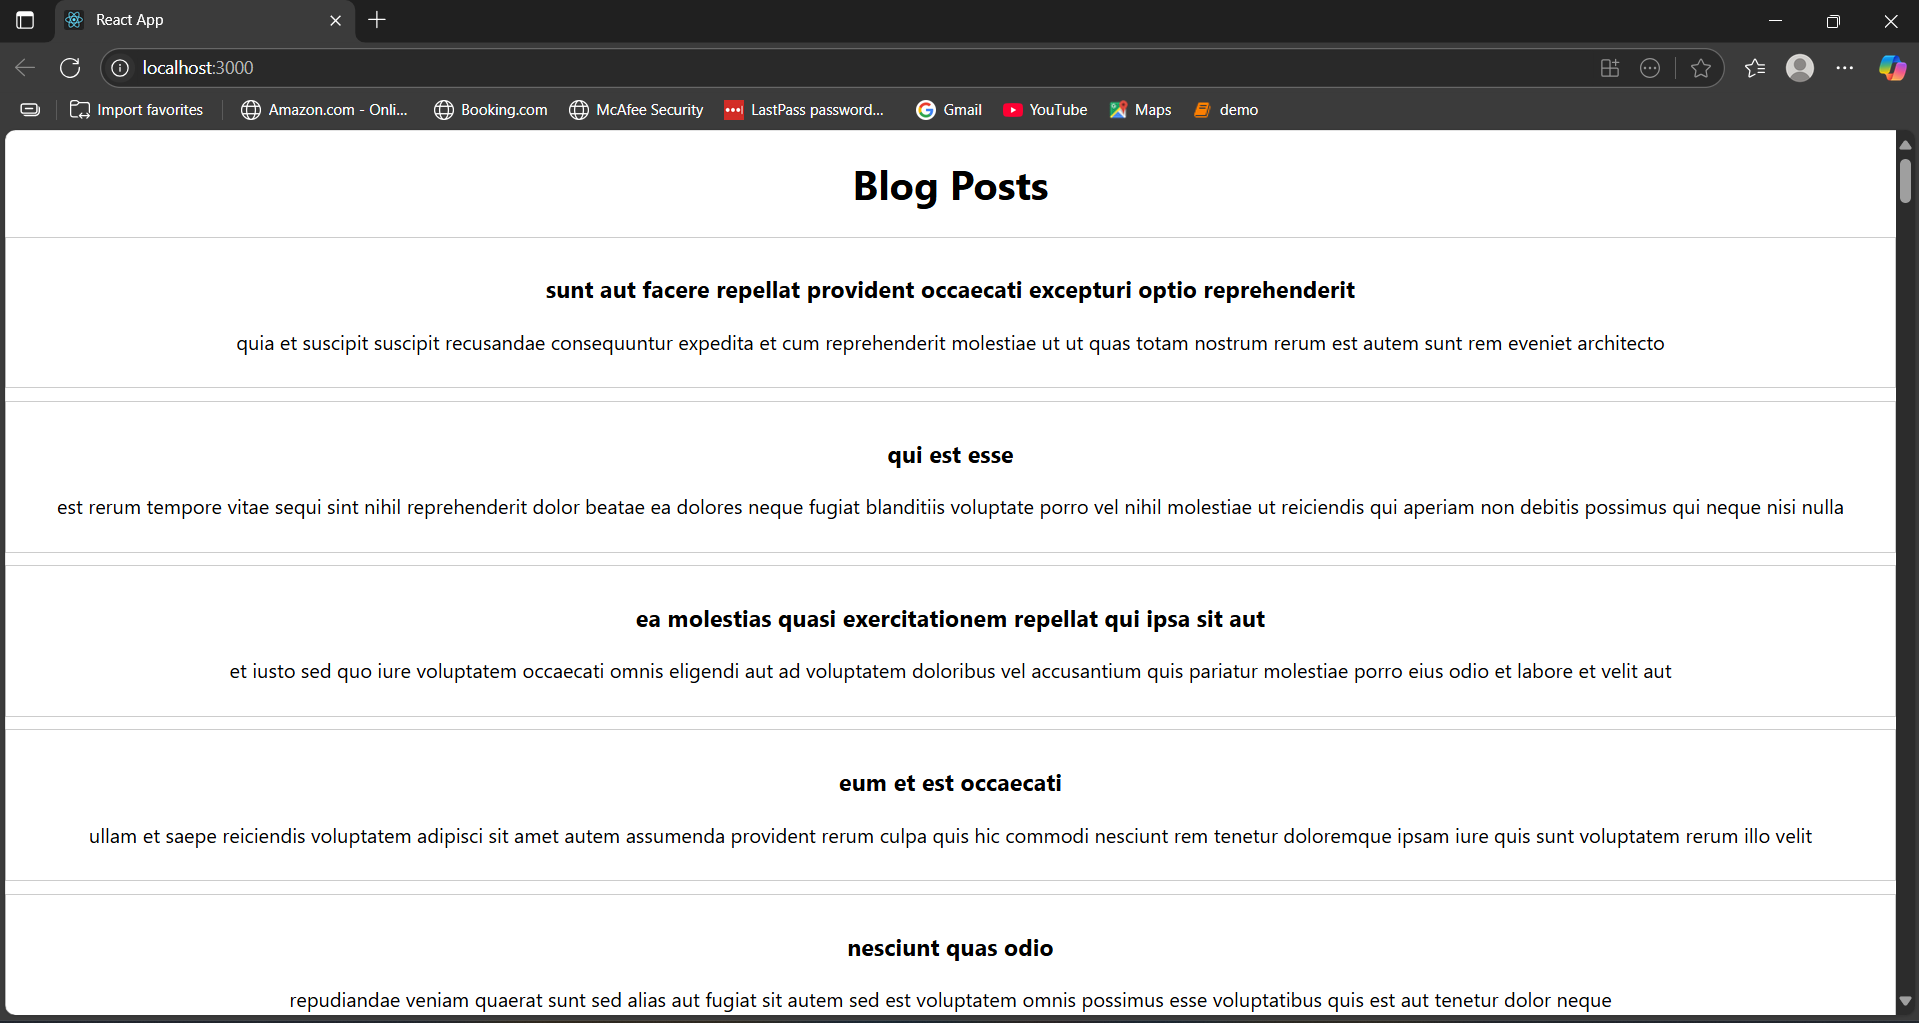 React App
localhost:3000
Import favorites
Amazon.com - Onli...
Booking.com
McAfee Security
LastPass password...
Gmail
YouTube
Maps
demo
Blog Posts
sunt aut facere repellat provident occaecati excepturi optio reprehenderit
quia et suscipit suscipit recusandae consequuntur expedita et cum reprehenderit molestiae ut ut quas totam nostrum rerum est autem sunt rem eveniet architecto
qui est esse
est rerum tempore vitae sequi sint nihil reprehenderit dolor beatae ea dolores neque fugiat blanditiis voluptate porro vel nihil molestiae ut reiciendis qui aperiam non debitis possimus qui neque nisi nulla
ea molestias quasi exercitationem repellat qui ipsa sit aut
et iusto sed quo iure voluptatem occaecati omnis eligendi aut ad voluptatem doloribus vel accusantium quis pariatur molestiae porro eius odio et labore et velit aut
eum et est occaecati
ullam et saepe reiciendis voluptatem adipisci sit amet autem assumenda provident rerum culpa quis hic commodi nesciunt rem tenetur doloremque ipsam iure quis sunt voluptatem rerum illo velit
nesciunt quas odio
repudiandae veniam quaerat sunt sed alias aut fugiat sit autem sed est voluptatem omnis possimus esse voluptatibus quis est aut tenetur dolor neque